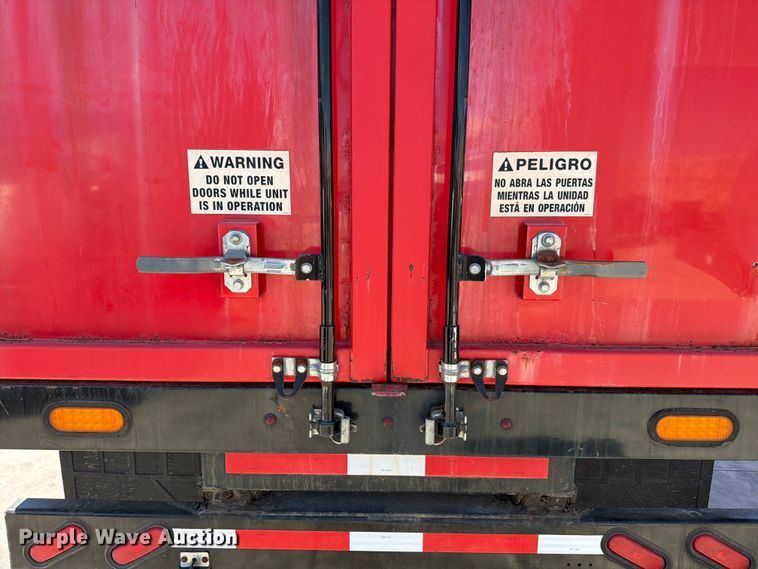 WARNING
DO NOT OPEN
DOORS WHILE UNIT
IS IN OPERATION
PELIGRO
NO ABRA LAS PUERTAS
MIENTRAS LA UNIDAD
ESTÁ EN OPERACIÓN
Purple Wave Auction